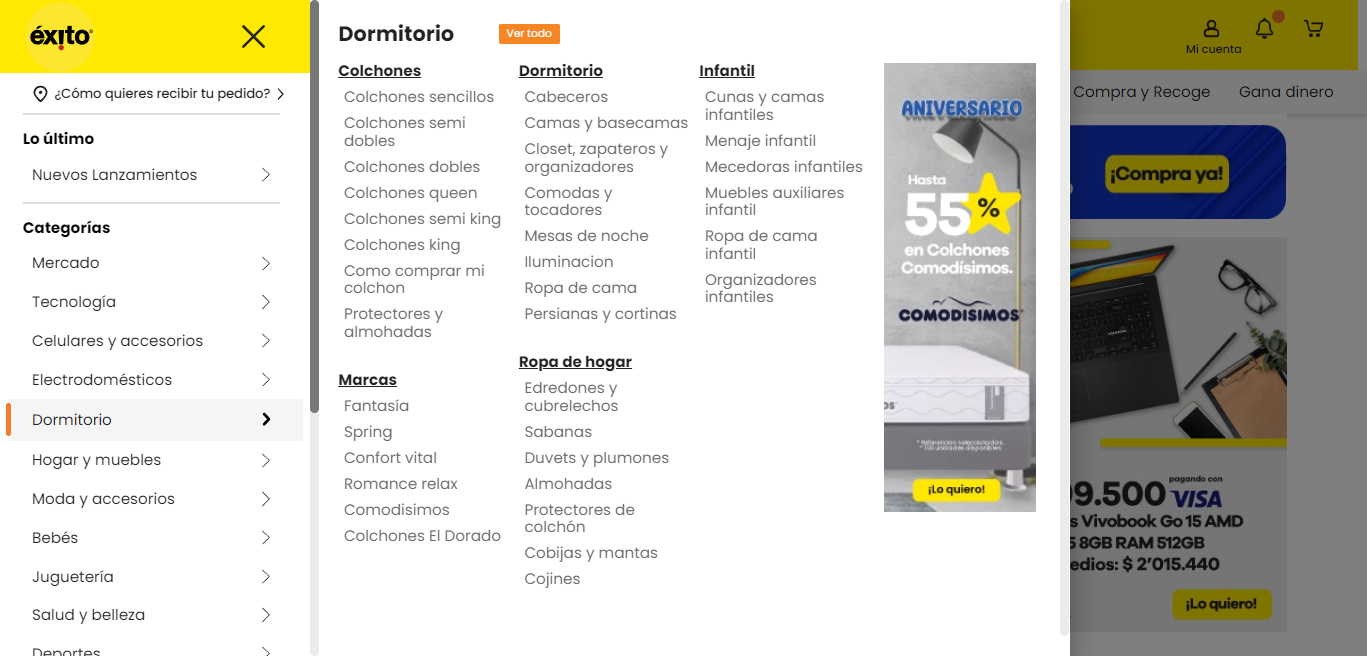 éxito
¿Cómo quieres recibir tu pedido?
Lo último
Nuevos Lanzamientos
Categorías
Mercado
Tecnología
Celulares y accesorios
Electrodomésticos
Dormitorio
Hogar y muebles
Moda y accesorios
Bebés
Juguetería
Salud y belleza
Deportes
Dormitorio
Ver todo
Colchones
Colchones sencillos
Colchones semi
dobles
Colchones dobles
Colchones queen
Colchones semi king
Colchones king
Como comprar mi
colchon
Protectores y
almohadas
Marcas
Fantasía
Spring
Confort vital
Romance relax
Comodisimos
Colchones El Dorado
Dormitorio
Cabeceros
Camas y basecamas
Closet, zapateros y
organizadores
Comodas y
tocadores
Mesas de noche
Iluminacion
Ropa de cama
Persianas y cortinas
Ropa de hogar
Edredones y
cubrelechos
Sabanas
Duvets y plumones
Almohadas
Protectores de
colchón
Cobijas y mantas
Cojines
Infantil
Cunas y camas
infantiles
Menaje infantil
Mecedoras infantiles
Muebles auxiliares
infantil
Ropa de cama
infantil
Organizadores
infantiles
ANIVERSARIO
Hasta
55%
en Colchones
Comodísimos.
COMODISIMOS
* Referencias seleccionadas.
* 100 unidades disponibles.
¡Lo quiero!
Mi cuenta
Compra y Recoge
Gana dinero
¡Compra ya!
pagando con
99.500 VISA
s Vivobook Go 15 AMD
5 8GB RAM 512GB
edios: $ 2'015.440
¡Lo quiero!